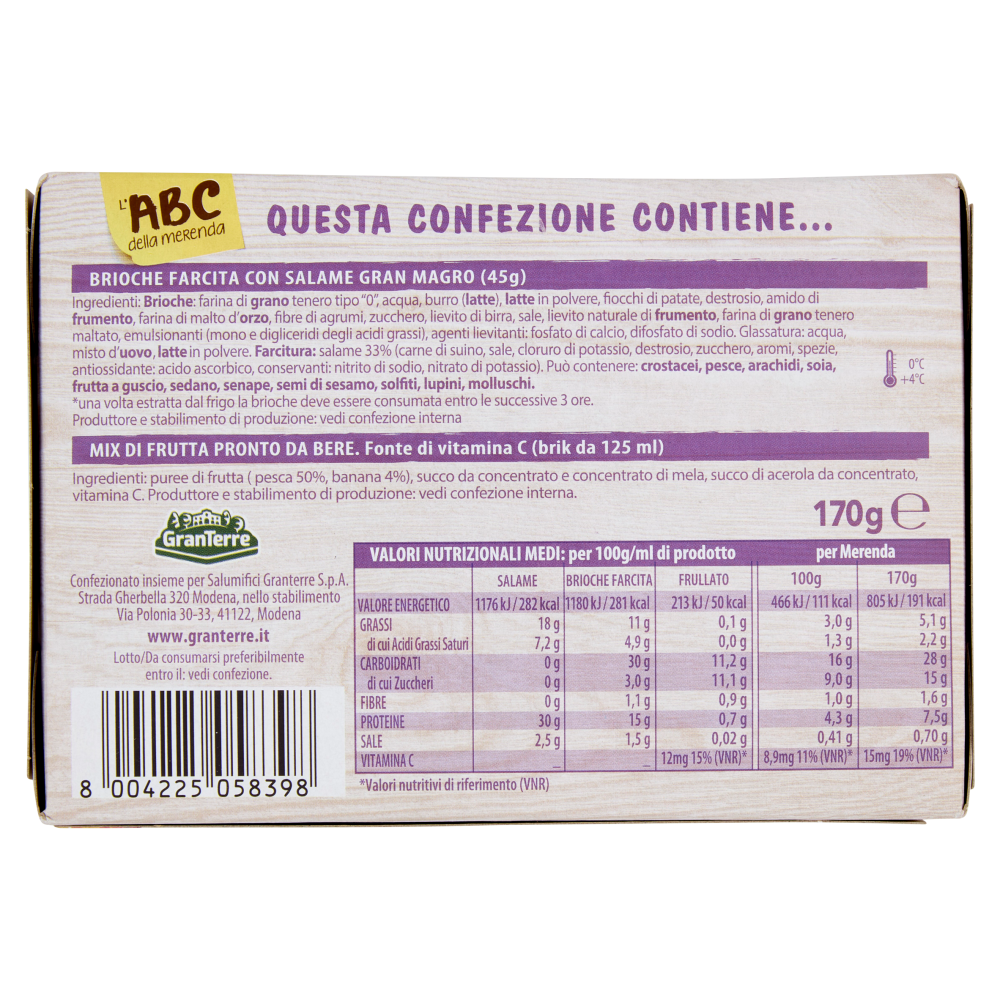 L'ABC
della merenda
QUESTA CONFEZIONE CONTIENE...
BRIOCHE FARCITA CON SALAME GRAN MAGRO (45g)
Ingredienti: Brioche: farina di grano tenero tipo "0", acqua, burro (latte), latte in polvere, fiocchi di patate, destrosio, amido di
frumento, farina di malto d'orzo, fibre di agrumi, zucchero, lievito di birra, sale, lievito naturale di frumento, farina di grano tenero
maltato, emulsionanti (mono e digliceridi degli acidi grassi), agenti lievitanti: fosfato di calcio, difosfato di sodio. Glassatura: acqua,
misto d'uovo, latte in polvere. Farcitura: salame 33% (carne di suino, sale, cloruro di potassio, destrosio, zucchero, aromi, spezie,
antiossidante: acido ascorbico, conservanti: nitrito di sodio, nitrato di potassio). Può contenere: crostacei, pesce, arachidi, soia,
frutta a guscio, sedano, senape, semi di sesamo, solfiti, lupini, molluschi.
*una volta estratta dal frigo la brioche deve essere consumata entro le successive 3 ore.
Produttore e stabilimento di produzione: vedi confezione interna
0°C
+4°C
MIX DI FRUTTA PRONTO DA BERE. Fonte di vitamina C (brik da 125 ml)
Ingredienti: puree di frutta ( pesca 50%, banana 4%), succo da concentrato e concentrato di mela, succo di acerola da concentrato,
vitamina C. Produttore e stabilimento di produzione: vedi confezione interna.
170g e
GranTerre
Confezionato insieme per Salumifici Granterre S.p.A.
Strada Gherbella 320 Modena, nello stabilimento
Via Polonia 30-33, 41122, Modena
www.granterre.it
Lotto/Da consumarsi preferibilmente
entro il: vedi confezione.
8 004225 058398
VALORI NUTRIZIONALI MEDI: per 100g/ml di prodotto per Merenda
SALAME BRIOCHE FARCITA FRULLATO 100g 170g
VALORE ENERGETICO 1176 kJ / 282 kcal 1180 kJ / 281 kcal 213 kJ / 50 kcal 466 kJ / 111 kcal 805 kJ / 191 kcal
GRASSI 18 g 11 g 0,1 g 3,0 g 5,1 g
di cui Acidi Grassi Saturi 7,2 g 4,9 g 0,0 g 1,3 g 2,2 g
CARBOIDRATI 0 g 30 g 11,2 g 16 g 28 g
di cui Zuccheri 0 g 3,0 g 11,1 g 9,0 g 15 g
FIBRE 0 g 1,1 g 0,9 g 1,0 g 1,6 g
PROTEINE 30 g 15 g 0,7 g 4,3 g 7,5g
SALE 2,5 g 1,5 g 0,02 g 0,41 g 0,70 g
VITAMINA C _ _ 12mg 15% (VNR)* 8,9mg 11% (VNR)* 15mg 19% (VNR)*
*Valori nutritivi di riferimento (VNR)